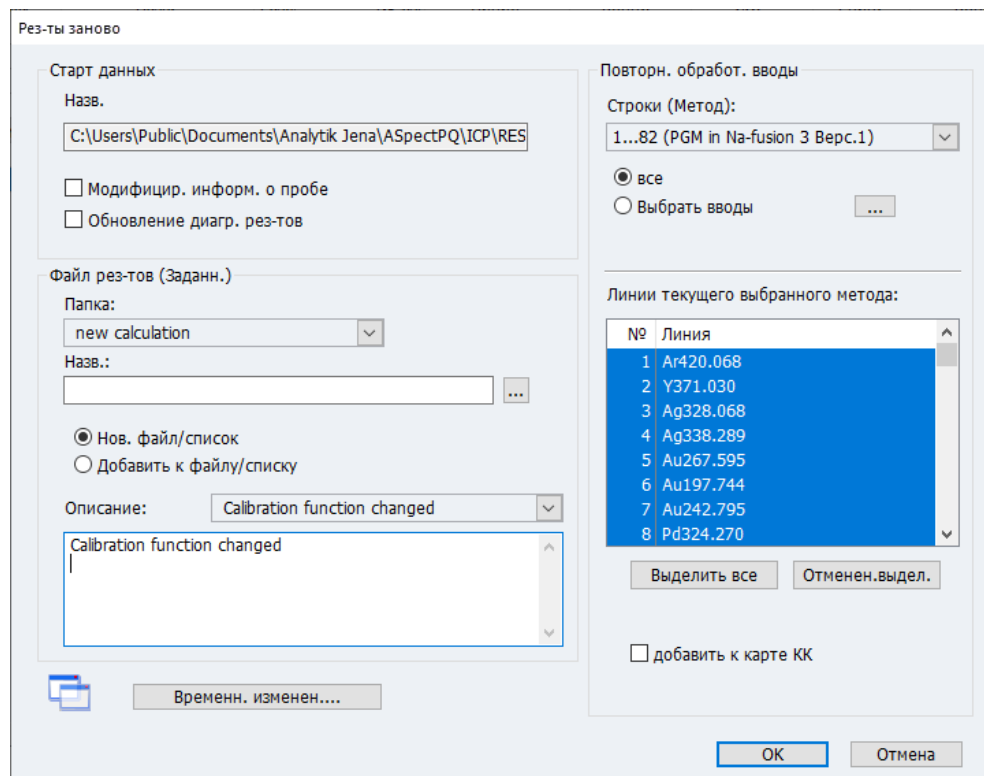 Рез-ты заново
Старт данных
Назв.
C:\Users\Public\Documents\Analytik Jena\ASpectPQ\ICP\RES
Модифицир. информ. о пробе
Обновление диагр. рез-тов
Файл рез-тов (Заданн.)
Папка:
new calculation
Назв.:
...
Нов. файл/список
Добавить к файлу/списку
Описание:
Calibration function changed
Calibration function changed
Временн. изменен....
Повторн. обработ. вводы
Строки (Метод):
1...82 (PGM in Na-fusion 3 Верс.1)
все
Выбрать вводы
...
Линии текущего выбранного метода:
№ Линия
1 Ar420.068
2 Y371.030
3 Ag328.068
4 Ag338.289
5 Au267.595
6 Au197.744
7 Au242.795
8 Pd324.270
Выделить все
Отменен.выдел.
добавить к карте КК
OK
Отмена